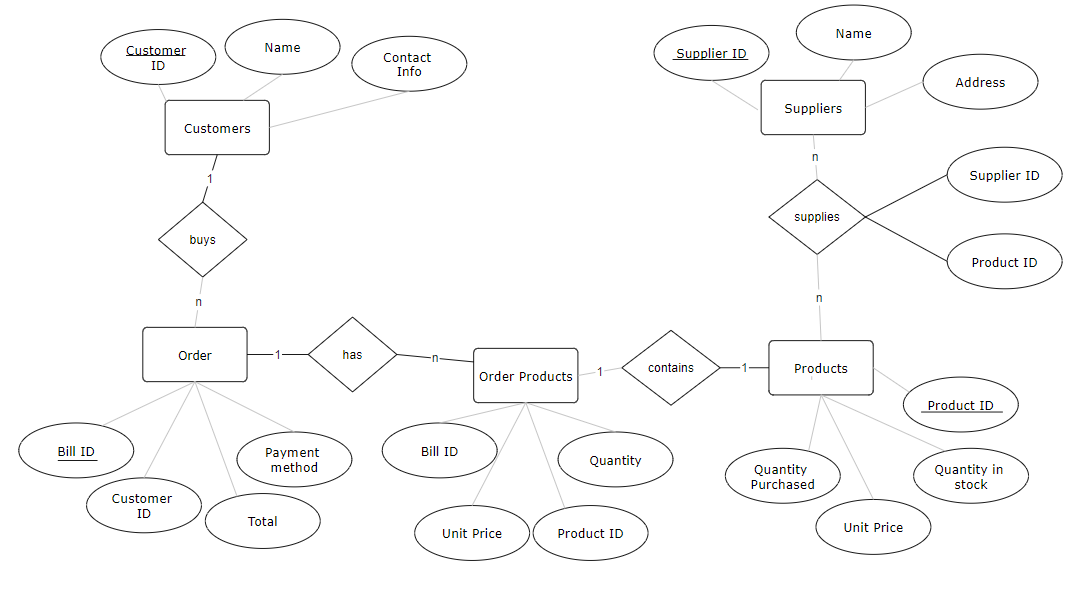 Customer
ID
Name
Contact
Info
Supplier ID
Name
Address
Customers
Suppliers
1
n
Supplier ID
buys
supplies
Product ID
n
n
Order
1
has
n
Order Products
1
contains
1
Products
Product ID
Bill ID
Payment
method
Customer
ID
Total
Bill ID
Quantity
Unit Price
Product ID
Quantity
Purchased
Quantity in
stock
Unit Price